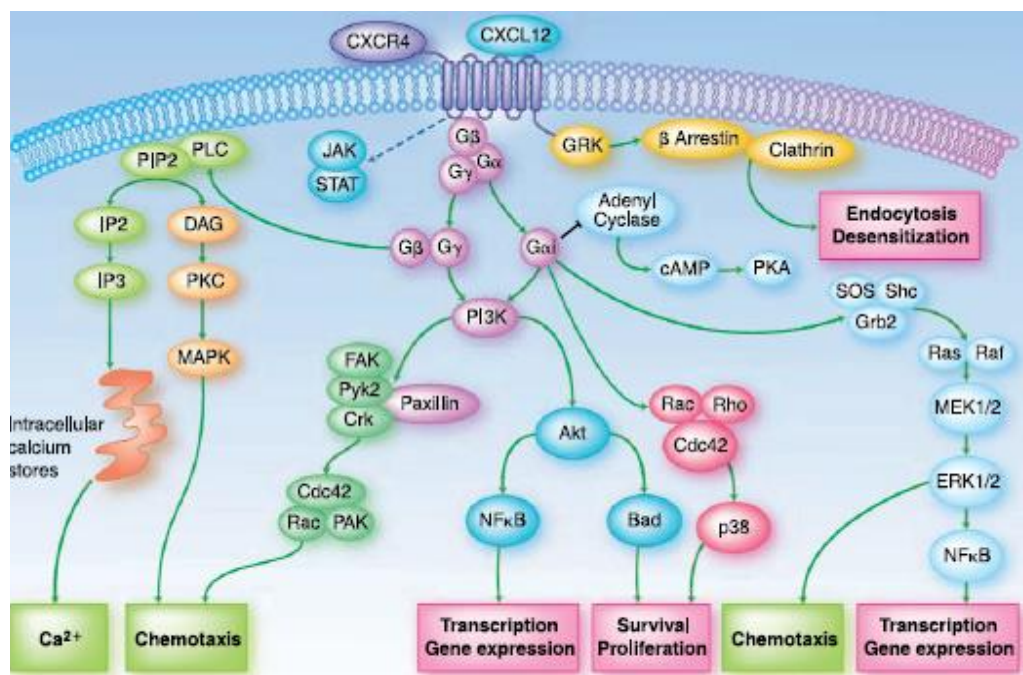 CXCR4
CXCL12
Gβ
Gα
Gγ
JAK
STAT
GRK
β Arrestin
Clathrin
PIP2
PLC
Adenyl
Cyclase
Endocytosis
Desensitization
IP2
DAG
Gβ
Gγ
Gαi
cAMP
PKA
IP3
PKC
SOS
Shc
Grb2
PI3K
MAPK
FAK
Pyk2
Crk
Paxillin
Ras
Raf
MEK1/2
Rac
Rho
Cdc42
Intracellular
calcium
stores
Akt
ERK1/2
Cdc42
Rac
PAK
NFκB
Bad
p38
NFκB
Ca²⁺
Chemotaxis
Transcription
Gene expression
Survival
Proliferation
Chemotaxis
Transcription
Gene expression